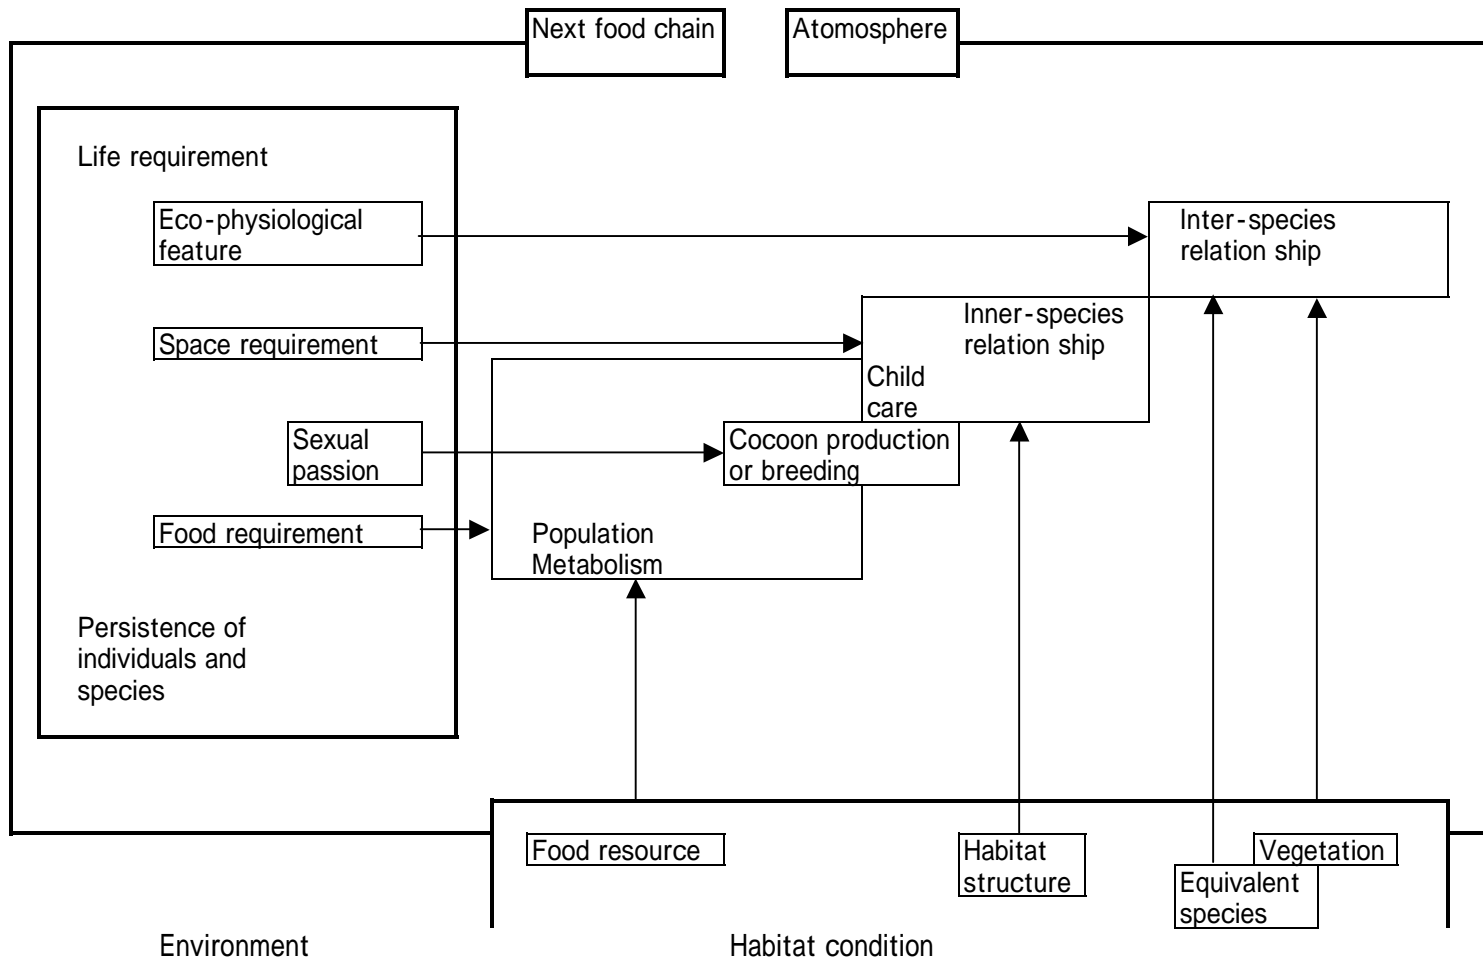 Next food chain
Atomosphere
Life requirement
Eco-physiological
feature
Inter-species
relation ship
Space requirement
Inner-species
relation ship
Child
care
Sexual
passion
Cocoon production
or breeding
Food requirement
Population
Metabolism
Persistence of
individuals and
species
Food resource
Habitat
structure
Vegetation
Equivalent
species
Environment
Habitat condition